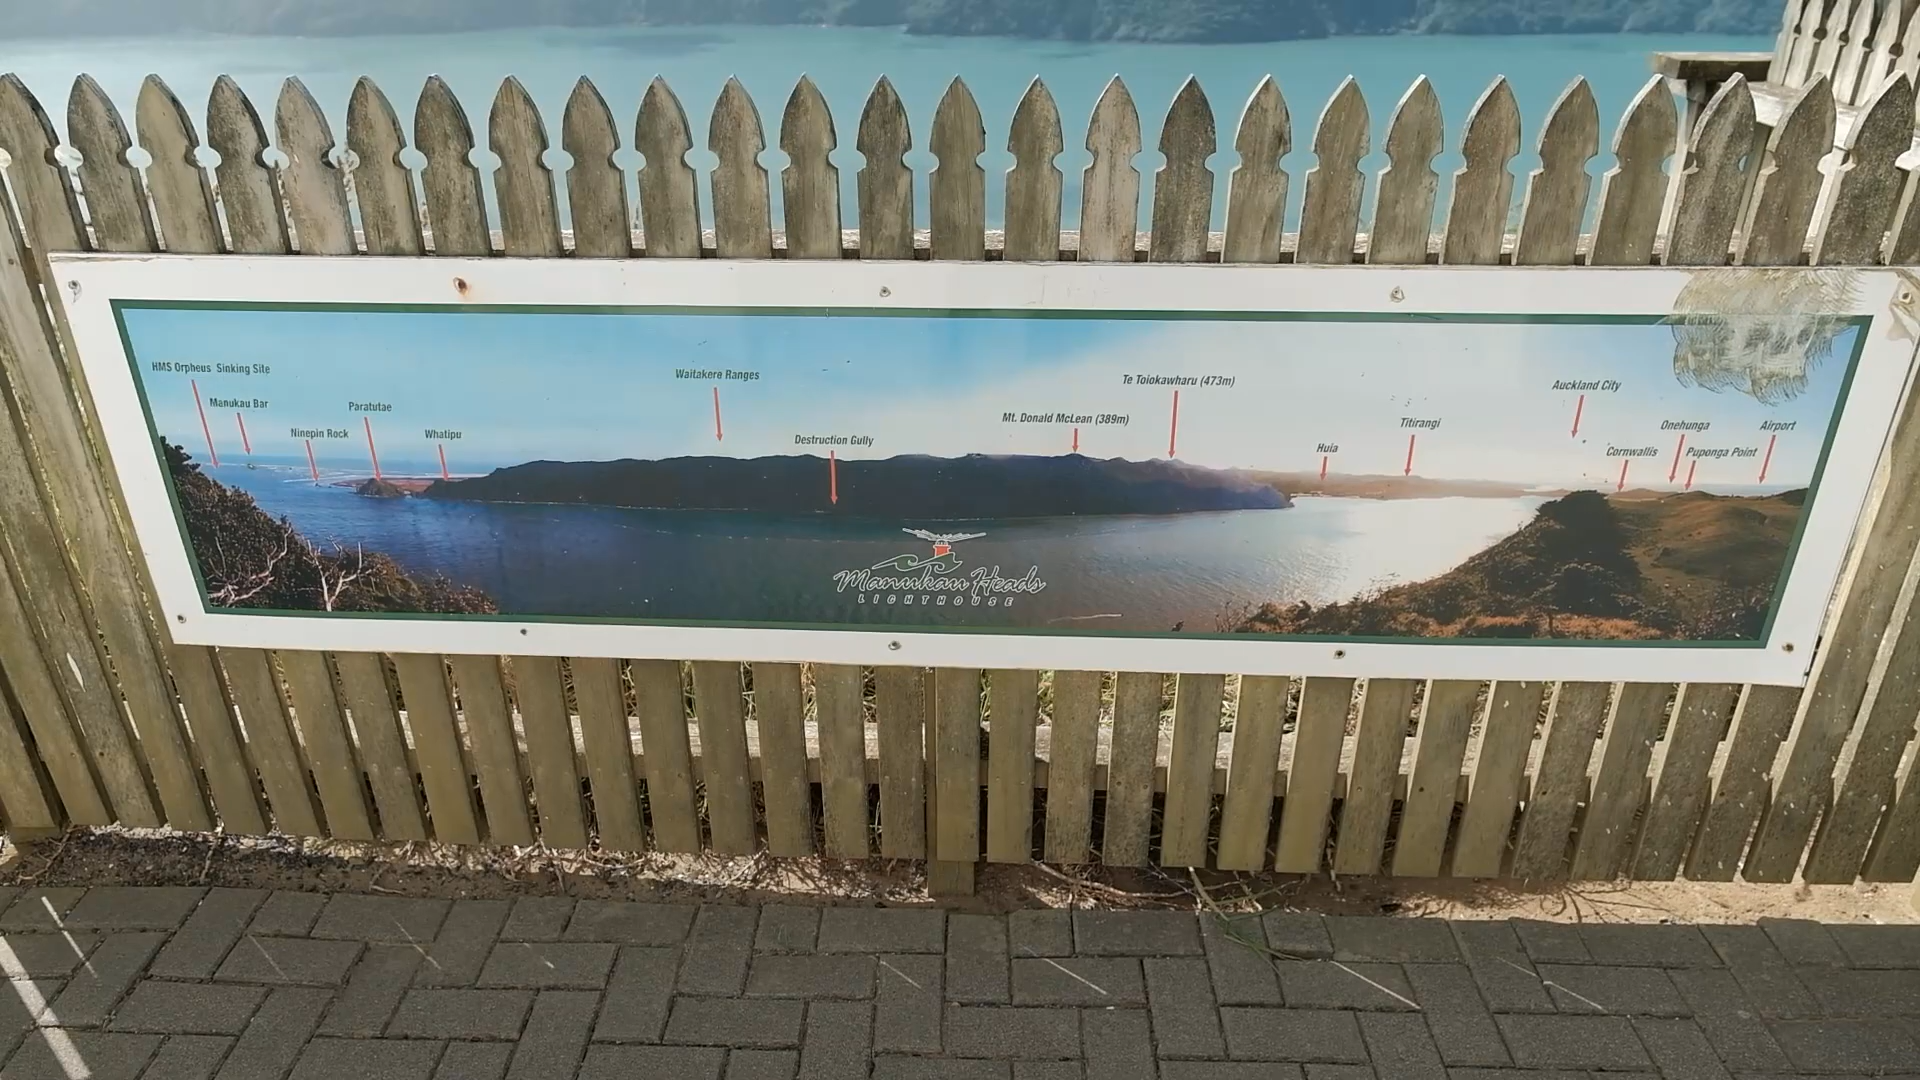 HMS Orpheus Sinking Site
Manukau Bar
Ninepin Rock
Paratutae
Whatipu
Waitakere Ranges
Destruction Gully
Mt. Donald McLean (389m)
Te Toiokawharu (473m)
Huia
Titirangi
Auckland City
Cornwallis
Onehunga
Puponga Point
Airport
Manukau Heads
LIGHTHOUSE